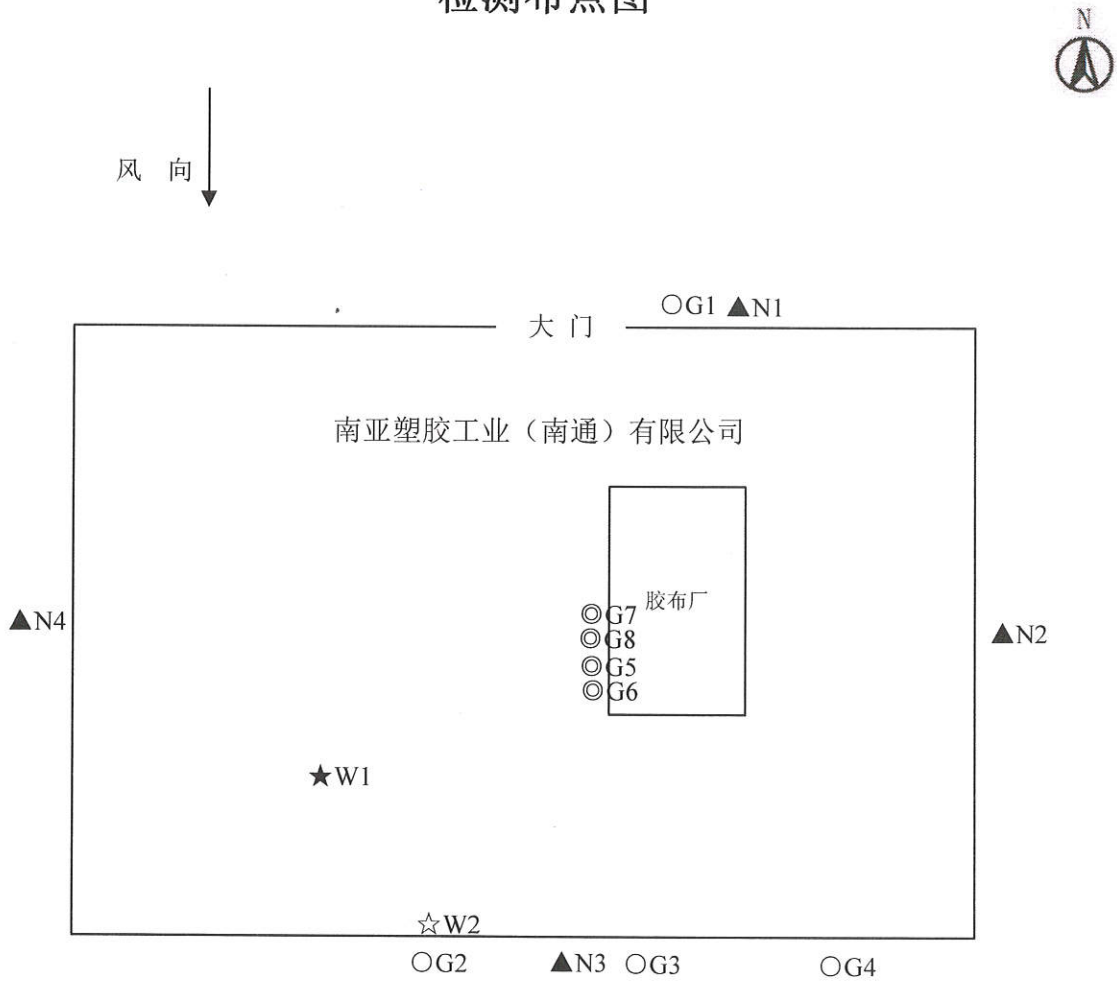 检测布点图
N
风 向
○G1 ▲N1
大 门
南亚塑胶工业（南通）有限公司
胶布厂
◎G7
◎G8
◎G5
◎G6
▲N4
▲N2
★W1
☆W2
○G2
▲N3
○G3
○G4